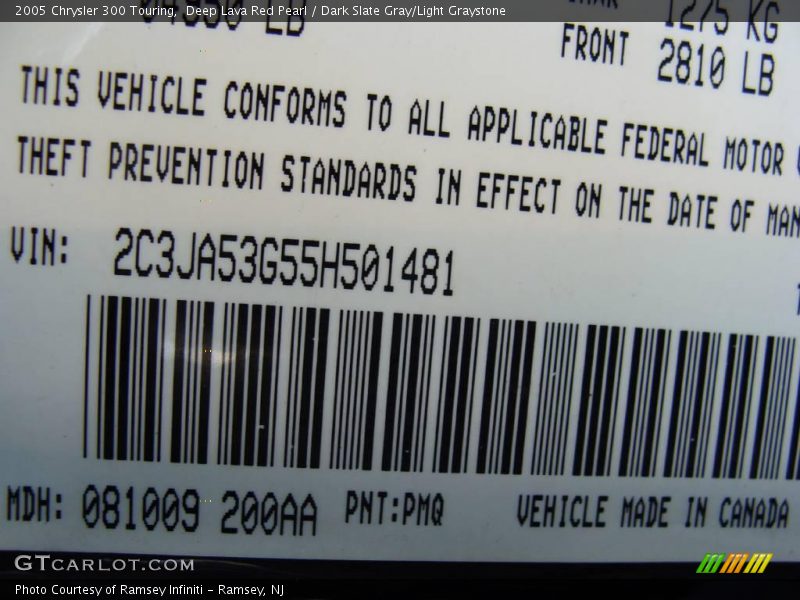 2005 Chrysler 300 Touring, Deep Lava Red Pearl / Dark Slate Gray/Light Graystone
04950 LB
1275 KG
FRONT 2810 LB
THIS VEHICLE CONFORMS TO ALL APPLICABLE FEDERAL MOTOR
THEFT PREVENTION STANDARDS IN EFFECT ON THE DATE OF MAN
VIN: 2C3JA53G55H501481
MDH: 081009 200AA PNT:PMQ VEHICLE MADE IN CANADA
GTCARLOT.COM
Photo Courtesy of Ramsey Infiniti - Ramsey, NJ